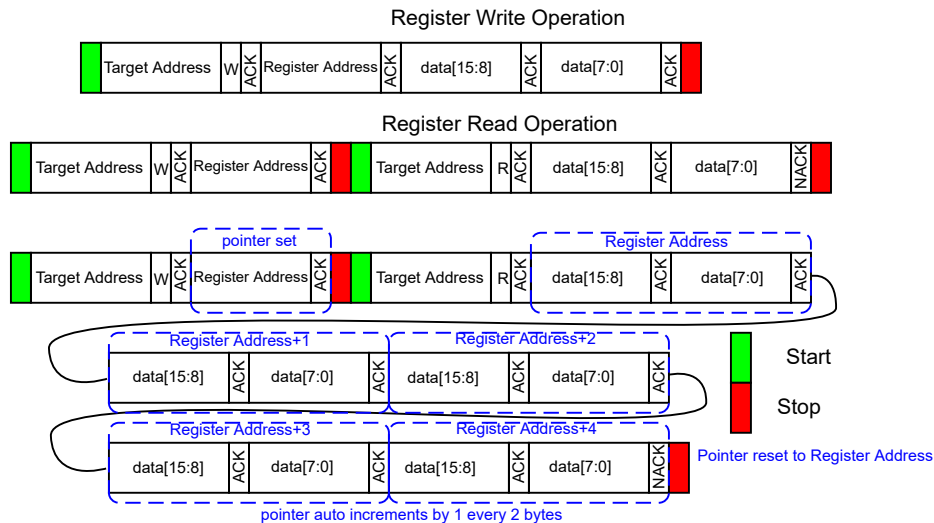 Register Write Operation
Target Address W ACK Register Address ACK data[15:8] ACK data[7:0] ACK
Register Read Operation
Target Address W ACK Register Address ACK Target Address R ACK data[15:8] ACK data[7:0] NACK
pointer set Register Address
Target Address W ACK Register Address ACK Target Address R ACK data[15:8] ACK data[7:0] ACK
Register Address+1 Register Address+2
data[15:8] ACK data[7:0] ACK data[15:8] ACK data[7:0] ACK
Start
Stop
Register Address+3 Register Address+4
data[15:8] ACK data[7:0] ACK data[15:8] ACK data[7:0] NACK
Pointer reset to Register Address
pointer auto increments by 1 every 2 bytes